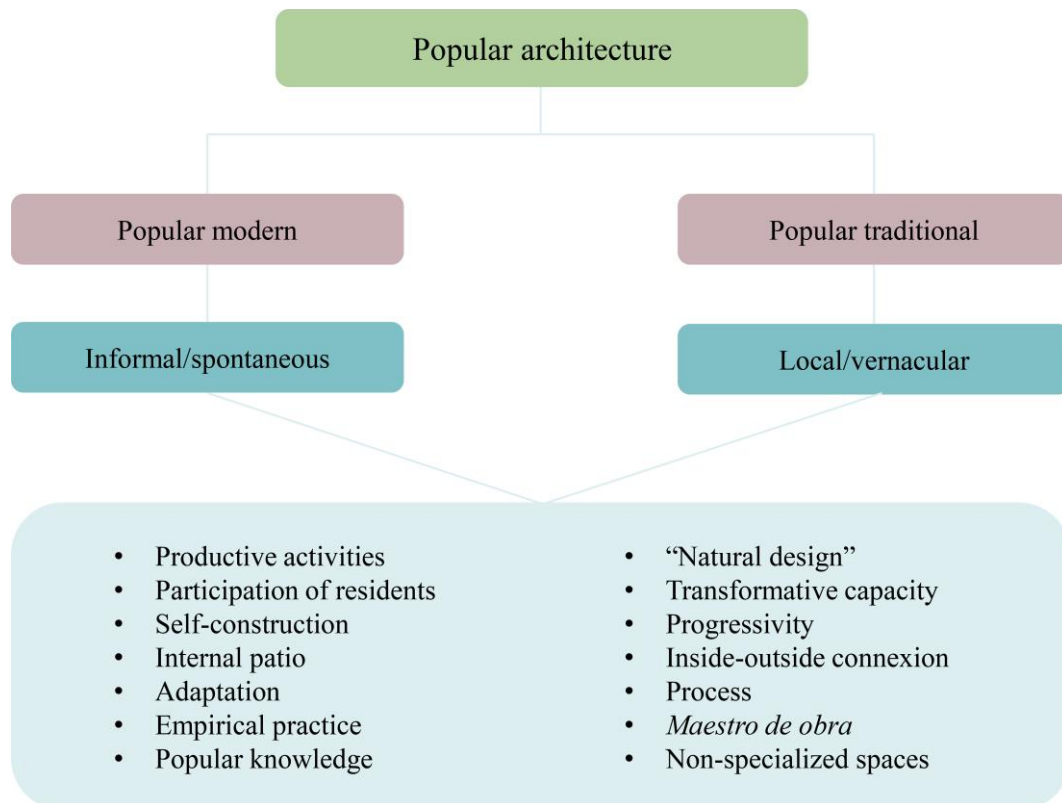 Popular architecture
Popular modern
Popular traditional
Informal/spontaneous
Local/vernacular
• Productive activities
• Participation of residents
• Self-construction
• Internal patio
• Adaptation
• Empirical practice
• Popular knowledge
• “Natural design”
• Transformative capacity
• Progressivity
• Inside-outside connexion
• Process
• Maestro de obra
• Non-specialized spaces